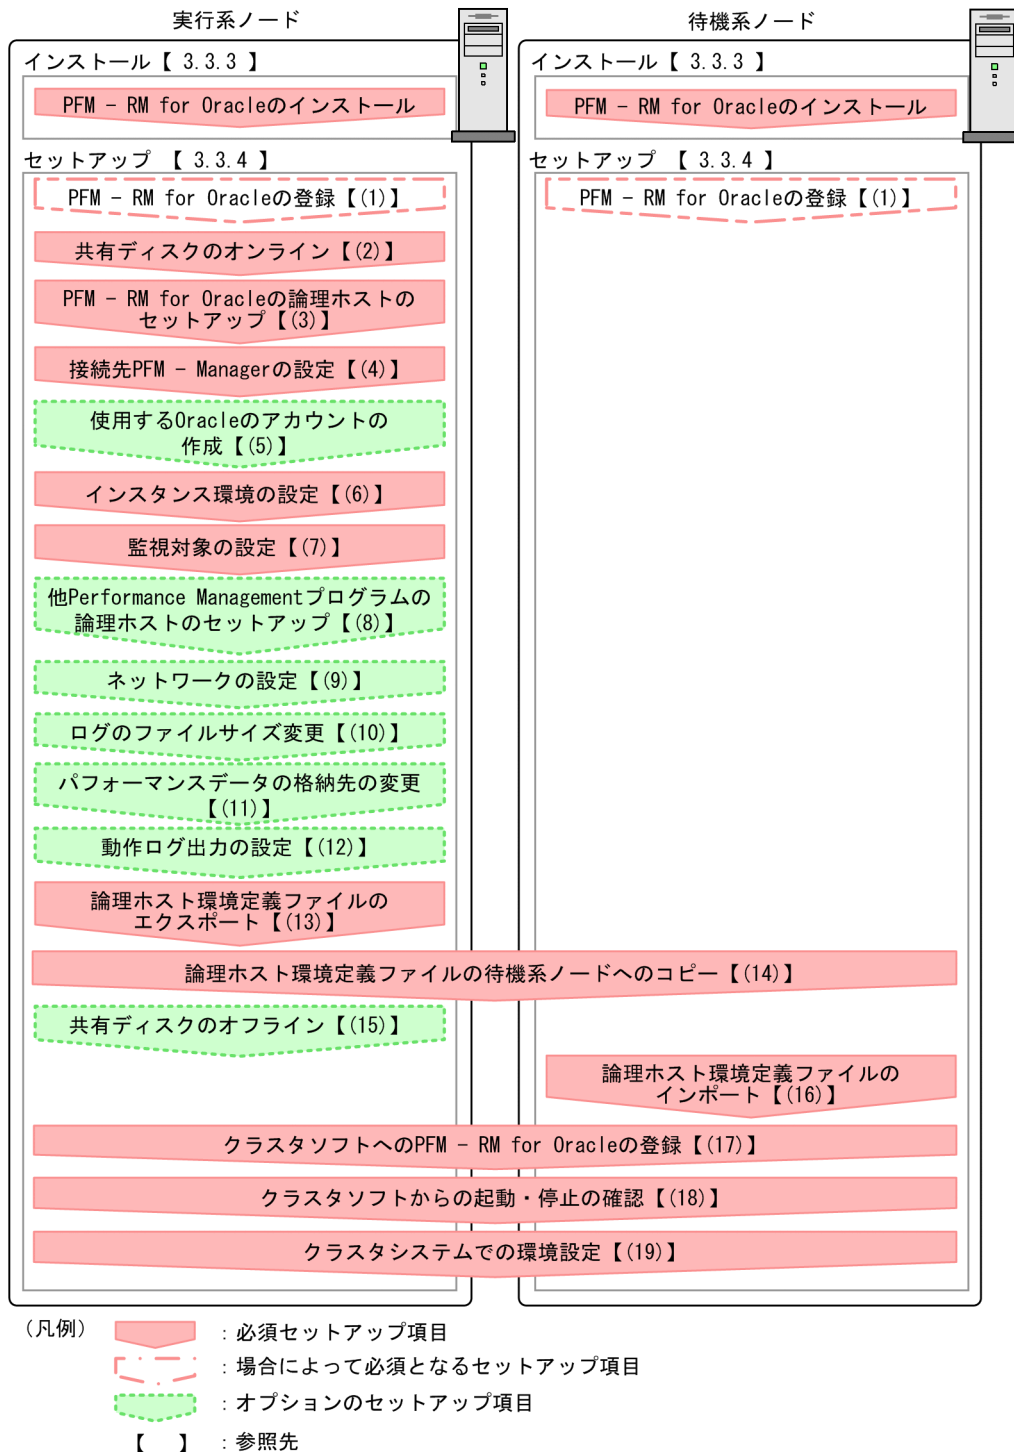 実行系ノード
待機系ノード
インストール【 3.3.3 】
インストール【 3.3.3 】
PFM － RM for Oracleのインストール
PFM － RM for Oracleのインストール
セットアップ 【 3.3.4 】
セットアップ 【 3.3.4 】
PFM － RM for Oracleの登録【(1)】
PFM － RM for Oracleの登録【(1)】
共有ディスクのオンライン【(2)】
PFM － RM for Oracleの論理ホストの
セットアップ【(3)】
接続先PFM － Managerの設定【(4)】
使用するOracleのアカウントの
作成【(5)】
インスタンス環境の設定【(6)】
監視対象の設定【(7)】
他Performance Managementプログラムの
論理ホストのセットアップ【(8)】
ネットワークの設定【(9)】
ログのファイルサイズ変更【(10)】
パフォーマンスデータの格納先の変更
【(11)】
動作ログ出力の設定【(12)】
論理ホスト環境定義ファイルの
エクスポート【(13)】
論理ホスト環境定義ファイルの待機系ノードへのコピー【(14)】
共有ディスクのオフライン【(15)】
論理ホスト環境定義ファイルの
インポート【(16)】
クラスタソフトへのPFM － RM for Oracleの登録【(17)】
クラスタソフトからの起動・停止の確認【(18)】
クラスタシステムでの環境設定【(19)】
（凡例）
：必須セットアップ項目
：場合によって必須となるセットアップ項目
：オプションのセットアップ項目
【　】 ：参照先